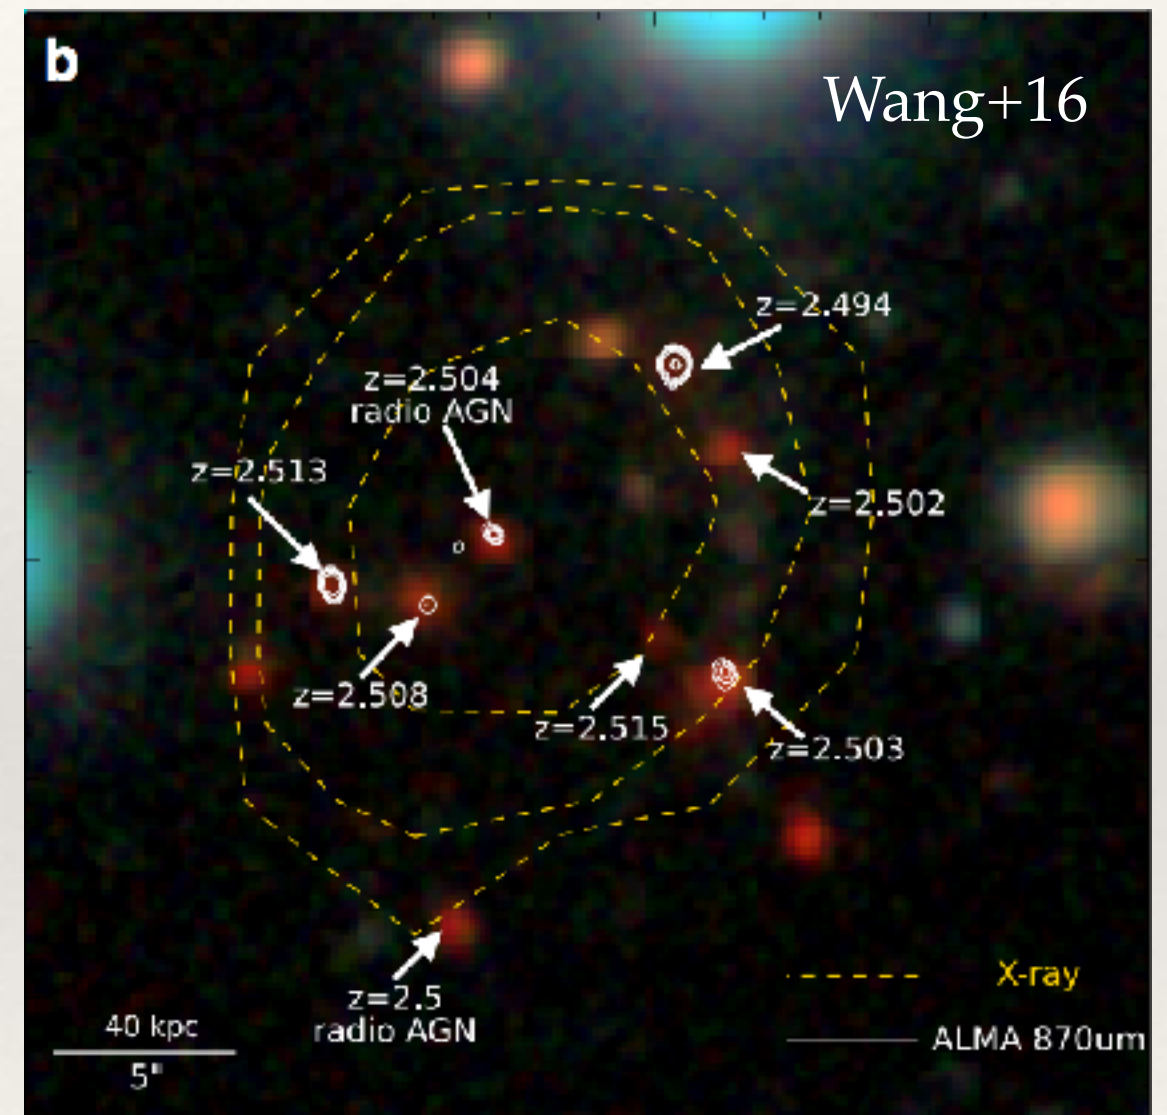 b
Wang+16
z=2.494
z=2.504
radio AGN
z=2.513
z=2.502
z=2.508
z=2.515
z=2.503
z=2.5
radio AGN
X-ray
40 kpc
5"
ALMA 870um